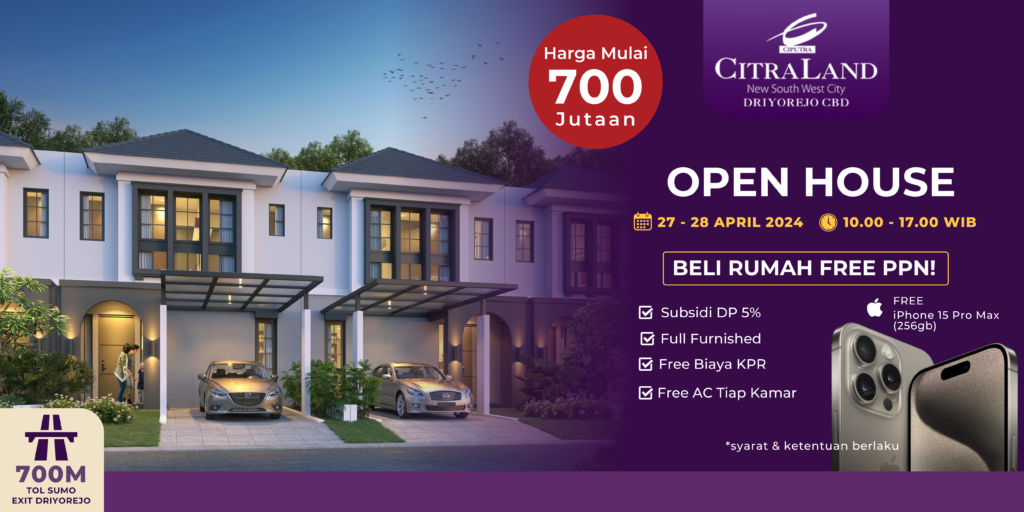 Harga Mulai
700
Jutaan
CIPUTRA
CITRALAND
New South West City
DRIYOREJO CBD
OPEN HOUSE
27 - 28 APRIL 2024
10.00 - 17.00 WIB
BELI RUMAH FREE PPN!
Subsidi DP 5%
Full Furnished
Free Biaya KPR
Free AC Tiap Kamar
FREE
iPhone 15 Pro Max
(256gb)
*syarat & ketentuan berlaku
700M
TOL SUMO
EXIT DRIYOREJO